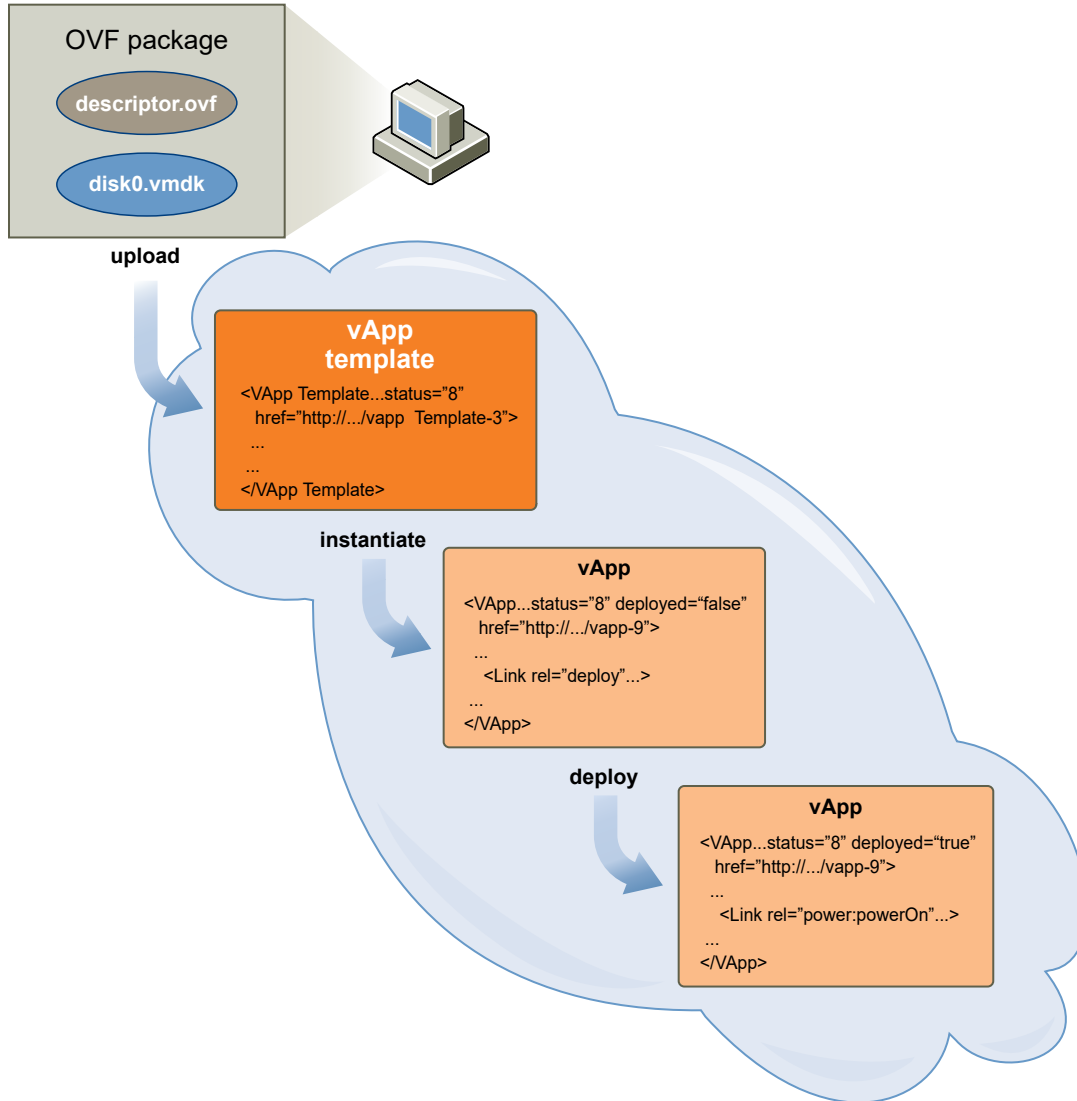 OVF package
descriptor.ovf
disk0.vmdk
upload
vApp
template
<VApp Template...status=”8”
href=”http://.../vapp  Template-3”>
...
...
</VApp Template>
instantiate
vApp
<VApp...status=”8” deployed=“false”
href=”http://.../vapp-9”>
...
<Link rel=”deploy”...>
...
</VApp>
deploy
vApp
<VApp...status=”8” deployed=“true”
href=”http://.../vapp-9”>
...
<Link rel=”power:powerOn”...>
...
</VApp>